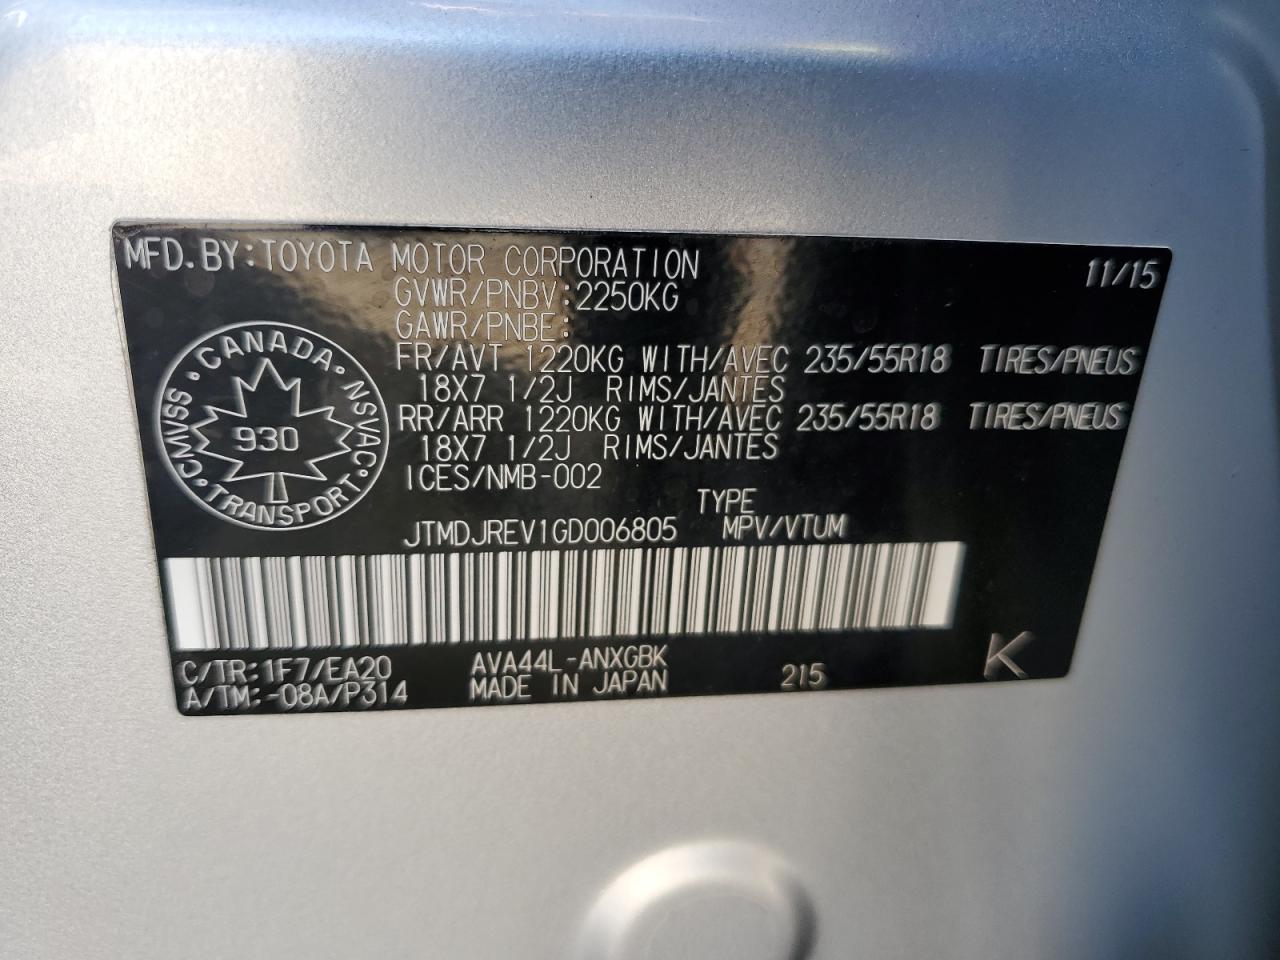 MFD.BY:TOYOTA MOTOR CORPORATION 11/15
GVWR/PNBV:2250KG
GAWR/PNBE:
FR/AVT 1220KG WITH/AVEC 235/55R18 TIRES/PNEUS
18X7 1/2J RIMS/JANTES
RR/ARR 1220KG WITH/AVEC 235/55R18 TIRES/PNEUS
18X7 1/2J RIMS/JANTES
ICES/NMB-002
CANADA · NSVAC · TRANSPORT · CMVSS ·
930
TYPE
JTMDJREV1GD006805 MPV/VTUM
C/TR:1F7/EA20 AVA44L-ANXGBK 215 K
A/TM:-08A/P314 MADE IN JAPAN